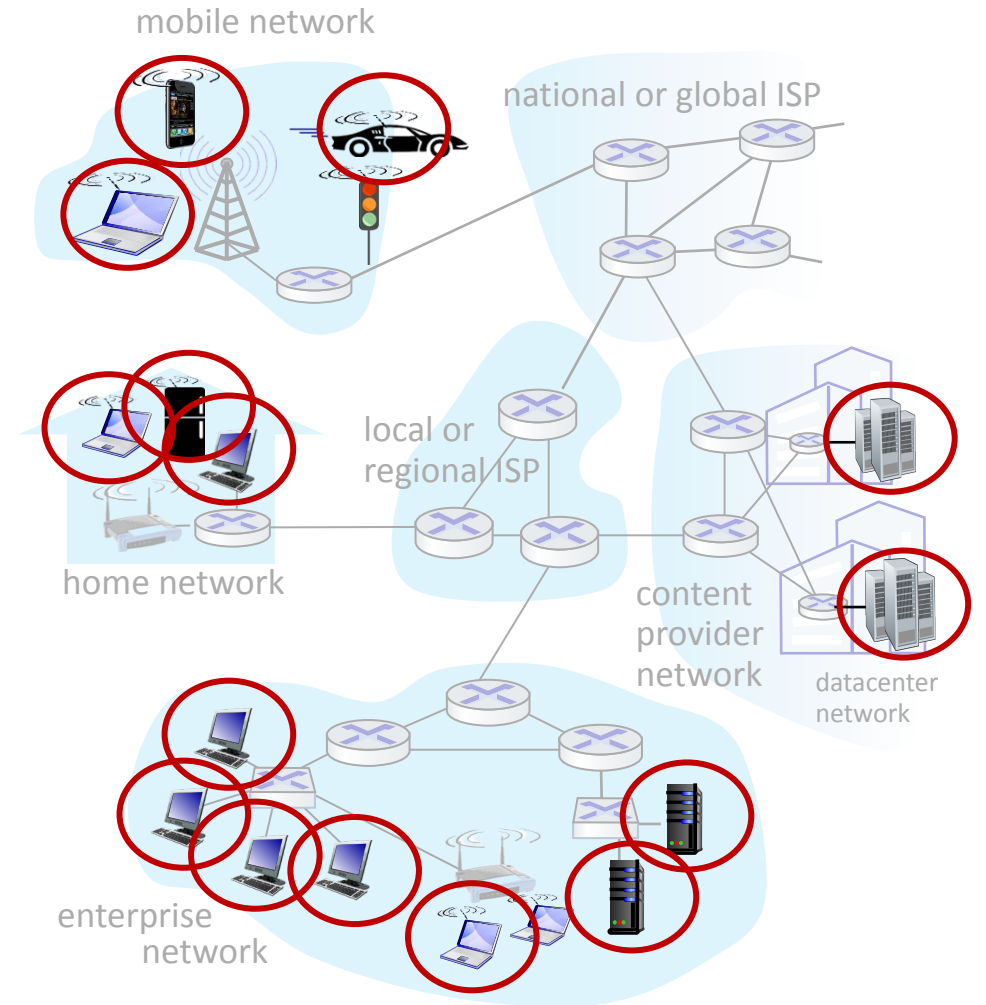 mobile network
national or global ISP
local or
regional ISP
home network
content
provider
network
datacenter
network
enterprise
network